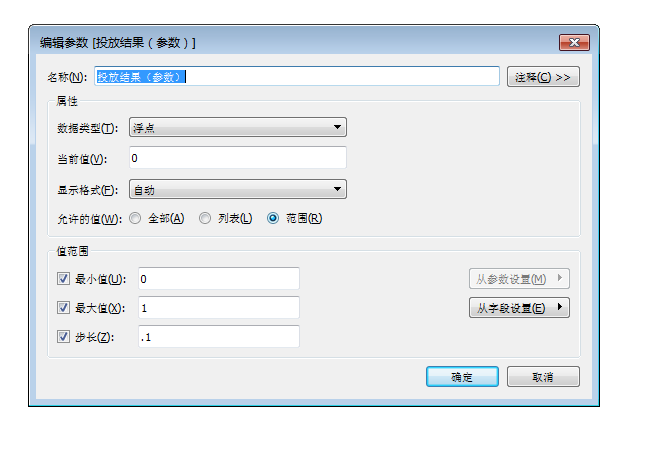 编辑参数 [投放结果（参数）]
名称(N): 投放结果（参数） 注释(C) >>
属性
数据类型(T): 浮点
当前值(V): 0
显示格式(F): 自动
允许的值(W): 全部(A) 列表(L) 范围(R)
值范围
最小值(U): 0 从参数设置(M)
最大值(X): 1 从字段设置(E)
步长(Z): .1
确定 取消